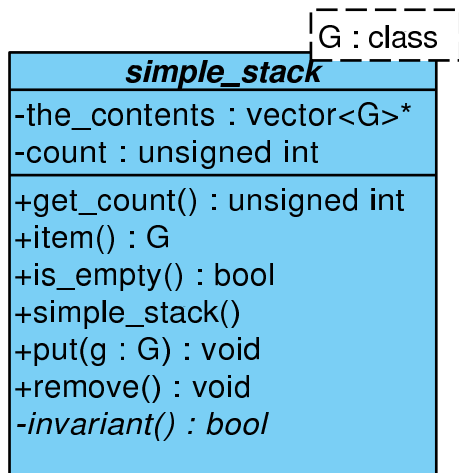 G : class
simple_stack
-the_contents : vector<G>*
-count : unsigned int
+get_count() : unsigned int
+item() : G
+is_empty() : bool
+simple_stack()
+put(g : G) : void
+remove() : void
-invariant() : bool